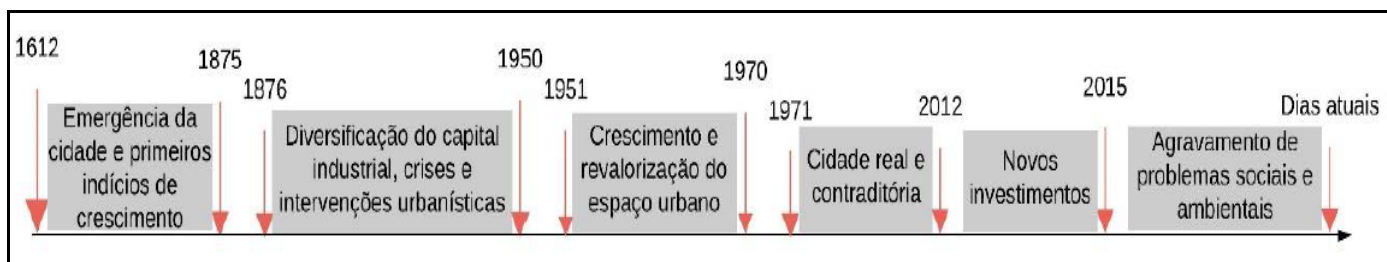 1612
1875
1876
Emergência da
cidade e primeiros
indícios de
crescimento
1950
1951
Diversificação do capital
industrial, crises e
intervenções urbanísticas
1970
1971
Crescimento e
revalorização do
espaço urbano
2012
Cidade real e
contraditória
2015
Novos
investimentos
Dias atuais
Agravamento de
problemas sociais e
ambientais